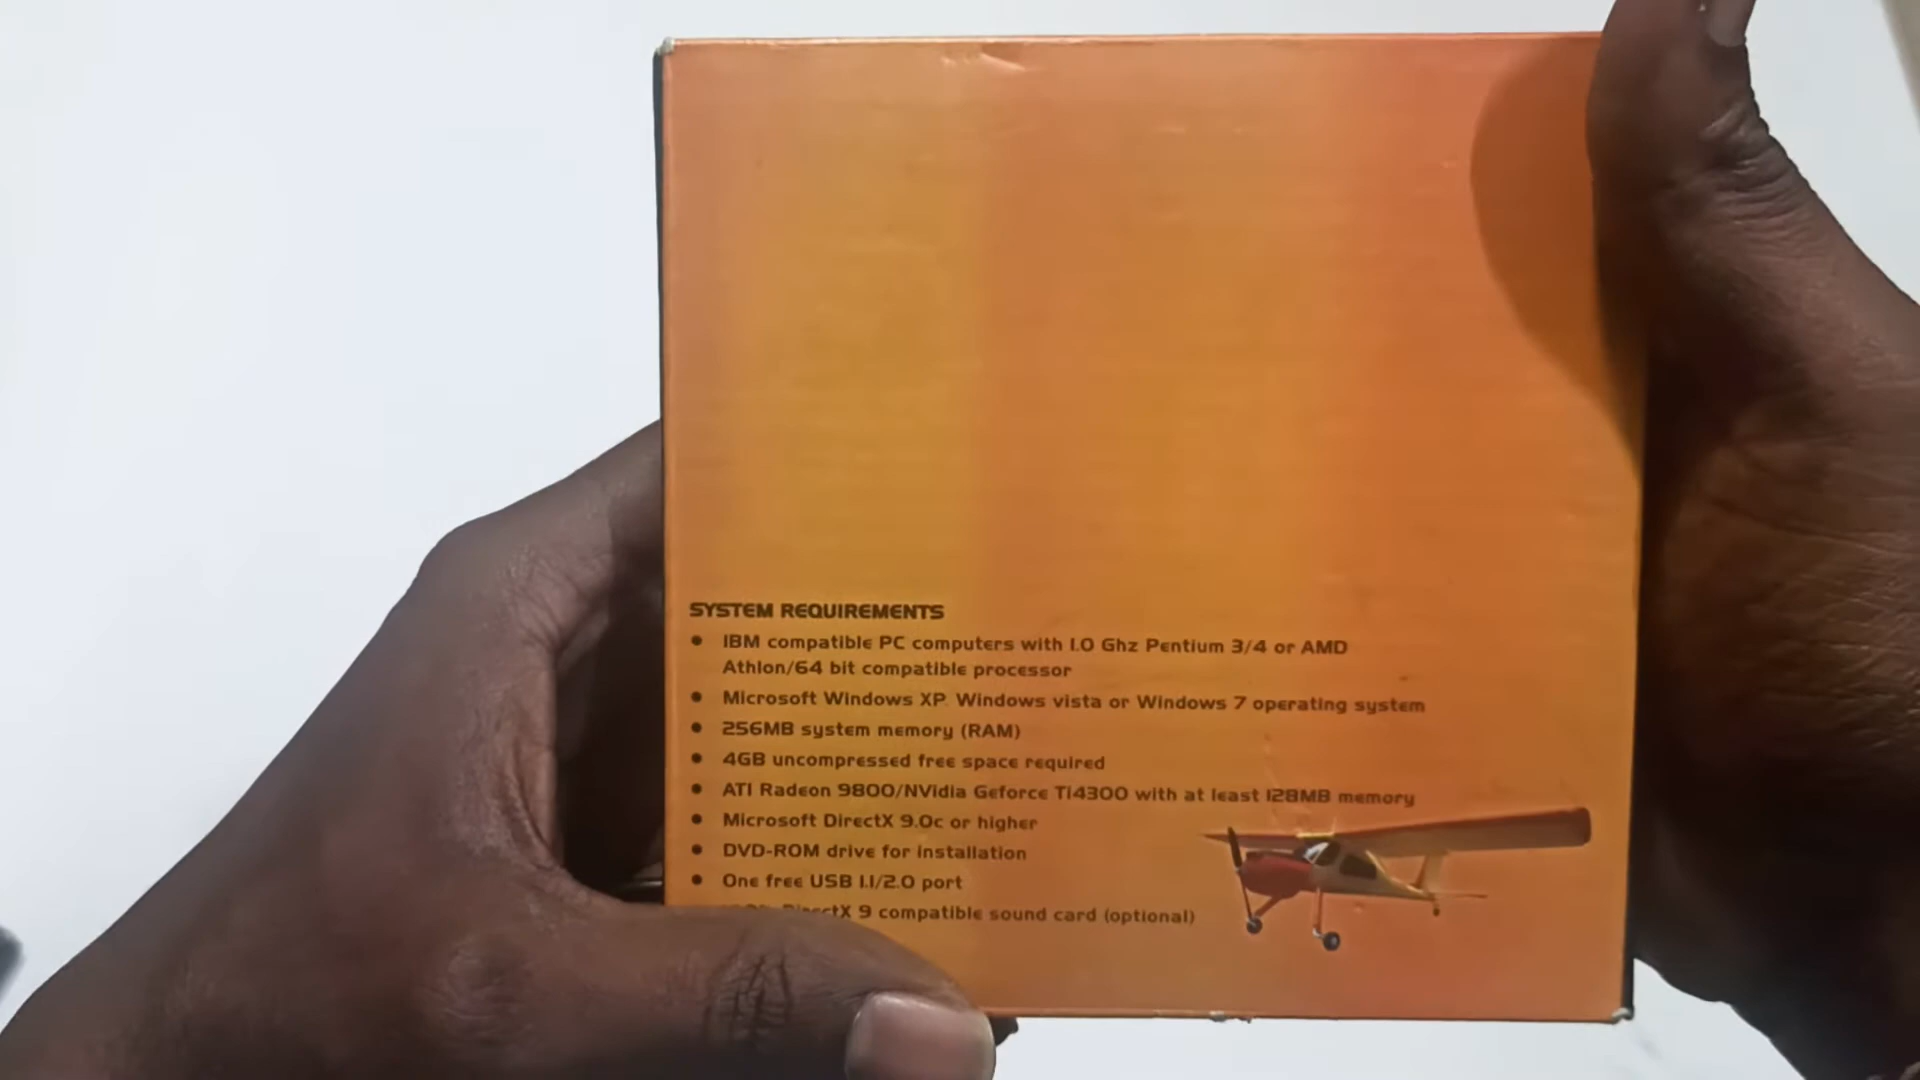 SYSTEM REQUIREMENTS
• IBM compatible PC computers with 1.0 Ghz Pentium 3/4 or AMD
Athlon/64 bit compatible processor
• Microsoft Windows XP, Windows vista or Windows 7 operating system
• 256MB system memory (RAM)
• 4GB uncompressed free space required
• ATI Radeon 9800/NVidia Geforce Ti4300 with at least 128MB memory
• Microsoft DirectX 9.0c or higher
• DVD-ROM drive for installation
• One free USB 1.1/2.0 port
DirectX 9 compatible sound card (optional)